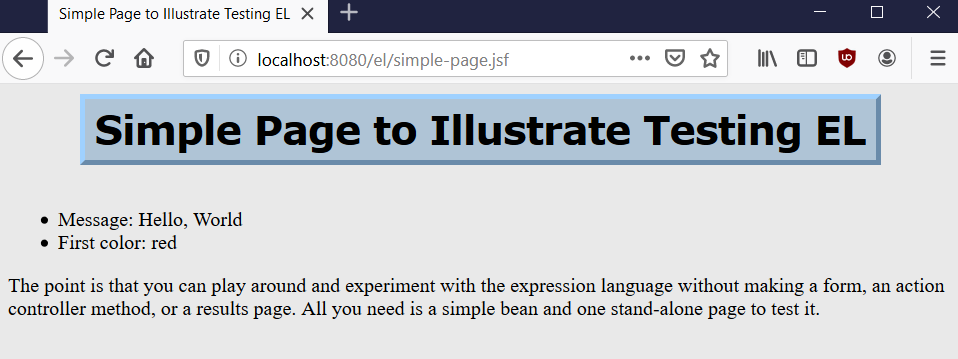 Simple Page to Illustrate Testing EL
localhost:8080/el/simple-page.jsf
Simple Page to Illustrate Testing EL
Message: Hello, World
First color: red
The point is that you can play around and experiment with the expression language without making a form, an action
controller method, or a results page. All you need is a simple bean and one stand-alone page to test it.